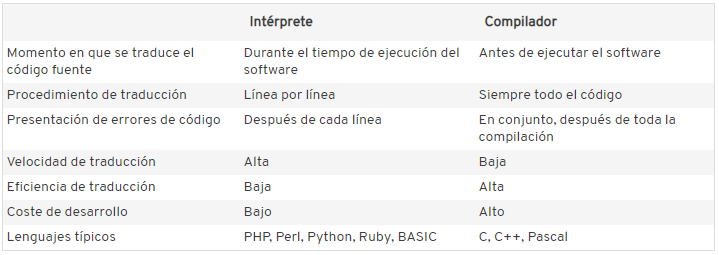 Intérprete Compilador
Momento en que se traduce el código fuente Durante el tiempo de ejecución del software Antes de ejecutar el software
Procedimiento de traducción Línea por línea Siempre todo el código
Presentación de errores de código Después de cada línea En conjunto, después de toda la compilación
Velocidad de traducción Alta Baja
Eficiencia de traducción Baja Alta
Coste de desarrollo Bajo Alto
Lenguajes típicos PHP, Perl, Python, Ruby, BASIC C, C++, Pascal